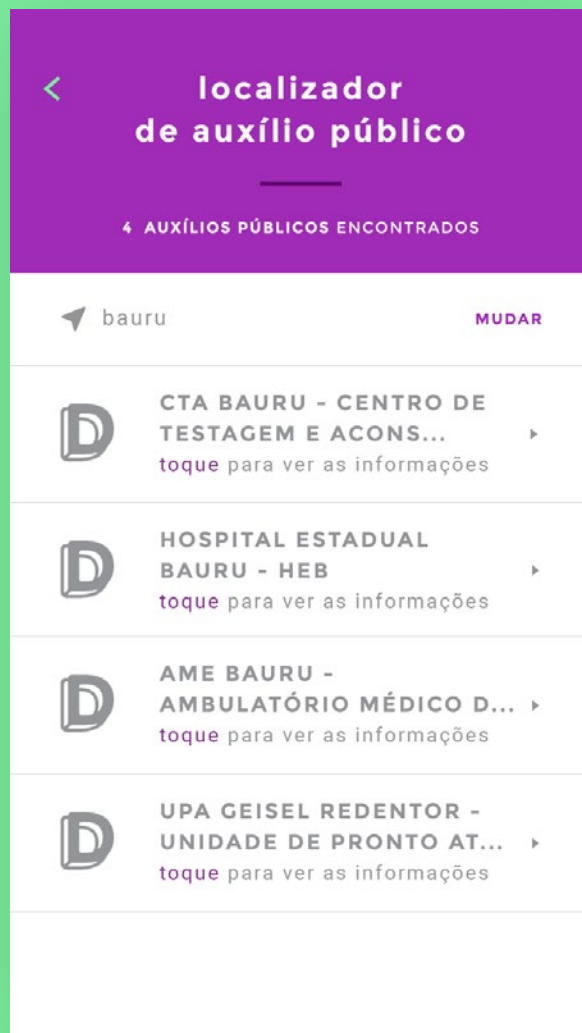 localizador
de auxílio público
4 AUXÍLIOS PÚBLICOS ENCONTRADOS
bauru MUDAR
CTA BAURU - CENTRO DE
TESTAGEM E ACONS...
toque para ver as informações
HOSPITAL ESTADUAL
BAURU - HEB
toque para ver as informações
AME BAURU -
AMBULATÓRIO MÉDICO D...
toque para ver as informações
UPA GEISEL REDENTOR -
UNIDADE DE PRONTO AT...
toque para ver as informações